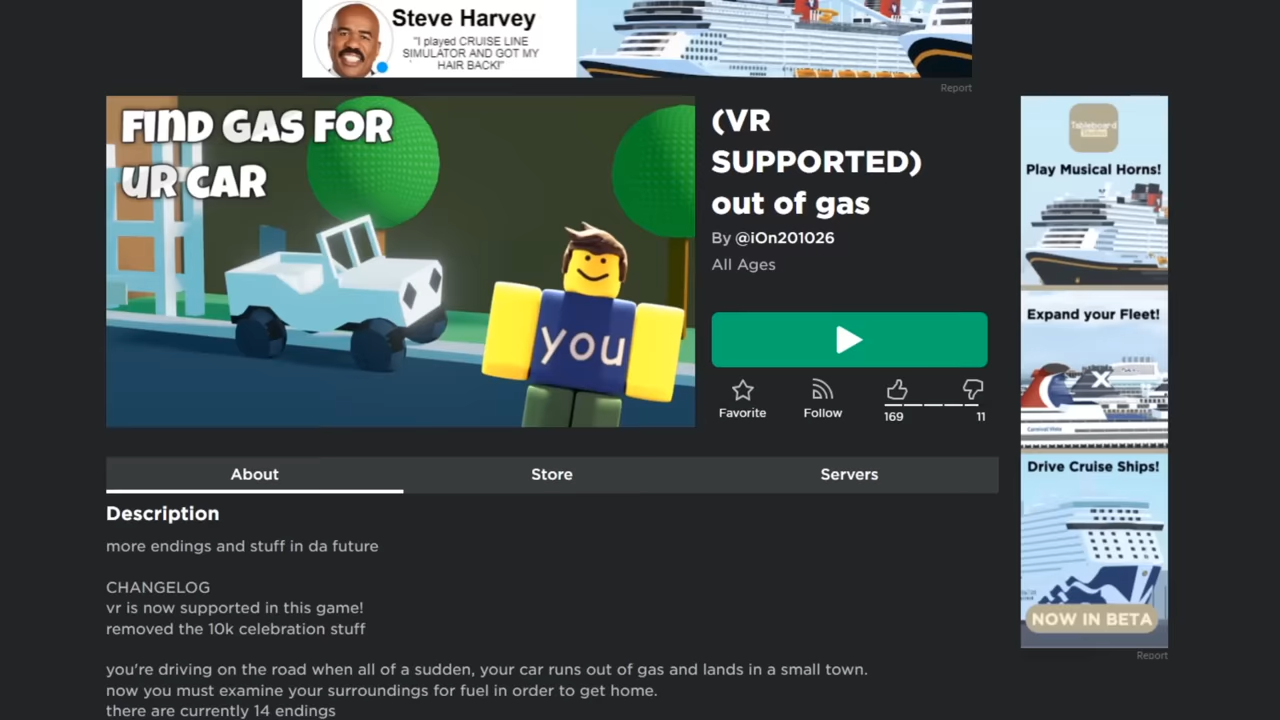 Steve Harvey
"I played CRUISE LINE
SIMULATOR AND GOT MY
HAIR BACK!"
Report
FIND GAS FOR
UR CAR
you
(VR
SUPPORTED)
out of gas
By @iOn201026
All Ages
Favorite
Follow
169
11
Tableboard
Play Musical Horns!
Expand your Fleet!
Drive Cruise Ships!
NOW IN BETA
Report
About
Store
Servers
Description
more endings and stuff in da future
CHANGELOG
vr is now supported in this game!
removed the 10k celebration stuff
you're driving on the road when all of a sudden, your car runs out of gas and lands in a small town.
now you must examine your surroundings for fuel in order to get home.
there are currently 14 endings